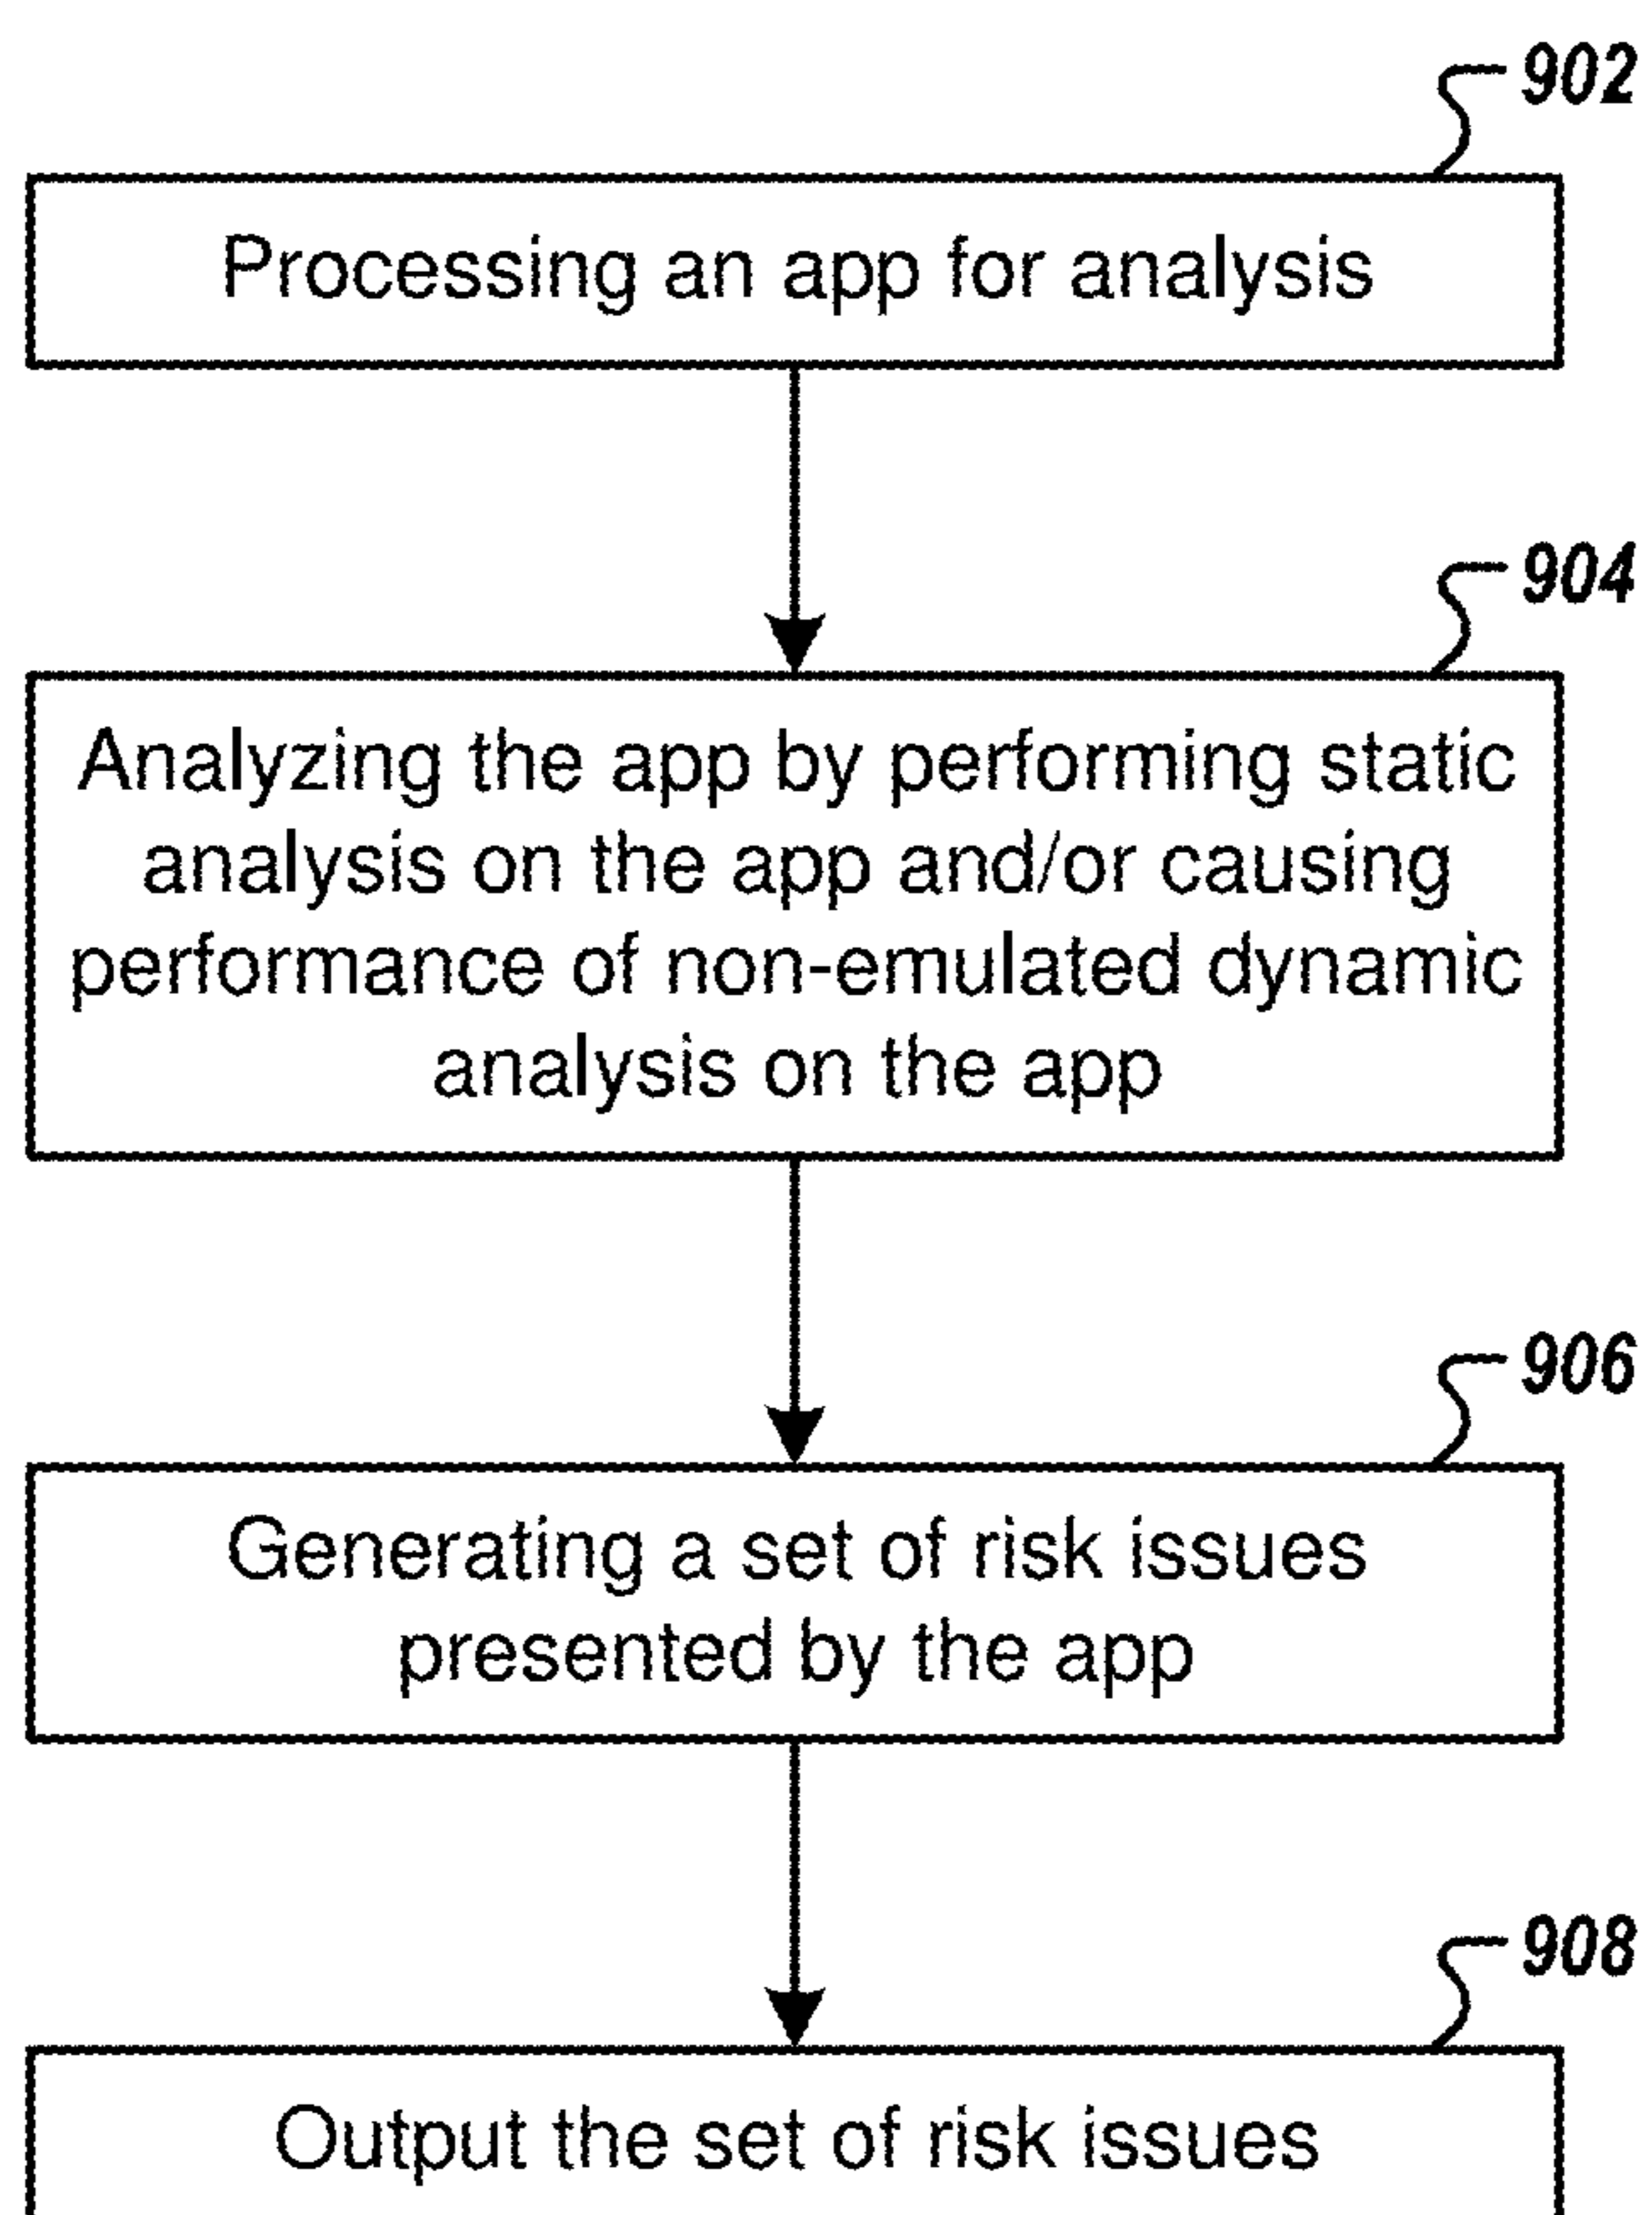 902
Processing an app for analysis
904
Analyzing the app by performing static
analysis on the app and/or causing
performance of non-emulated dynamic
analysis on the app
906
Generating a set of risk issues
presented by the app
908
Output the set of risk issues